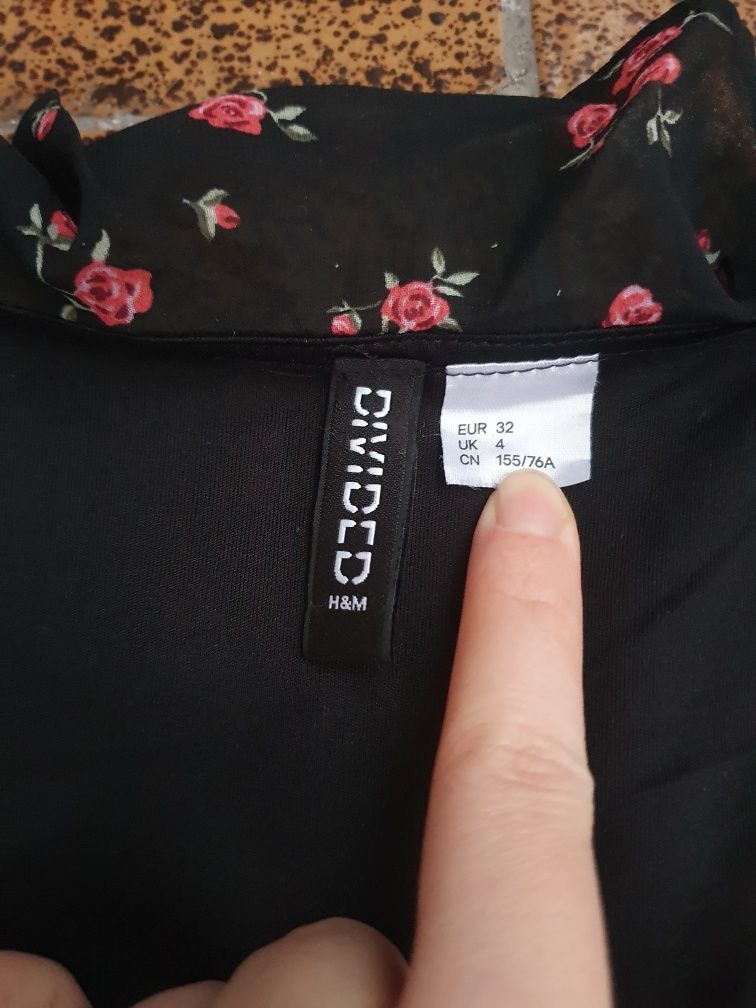 DIVIDED
H&M
EUR 32
UK 4
CN 155/76A